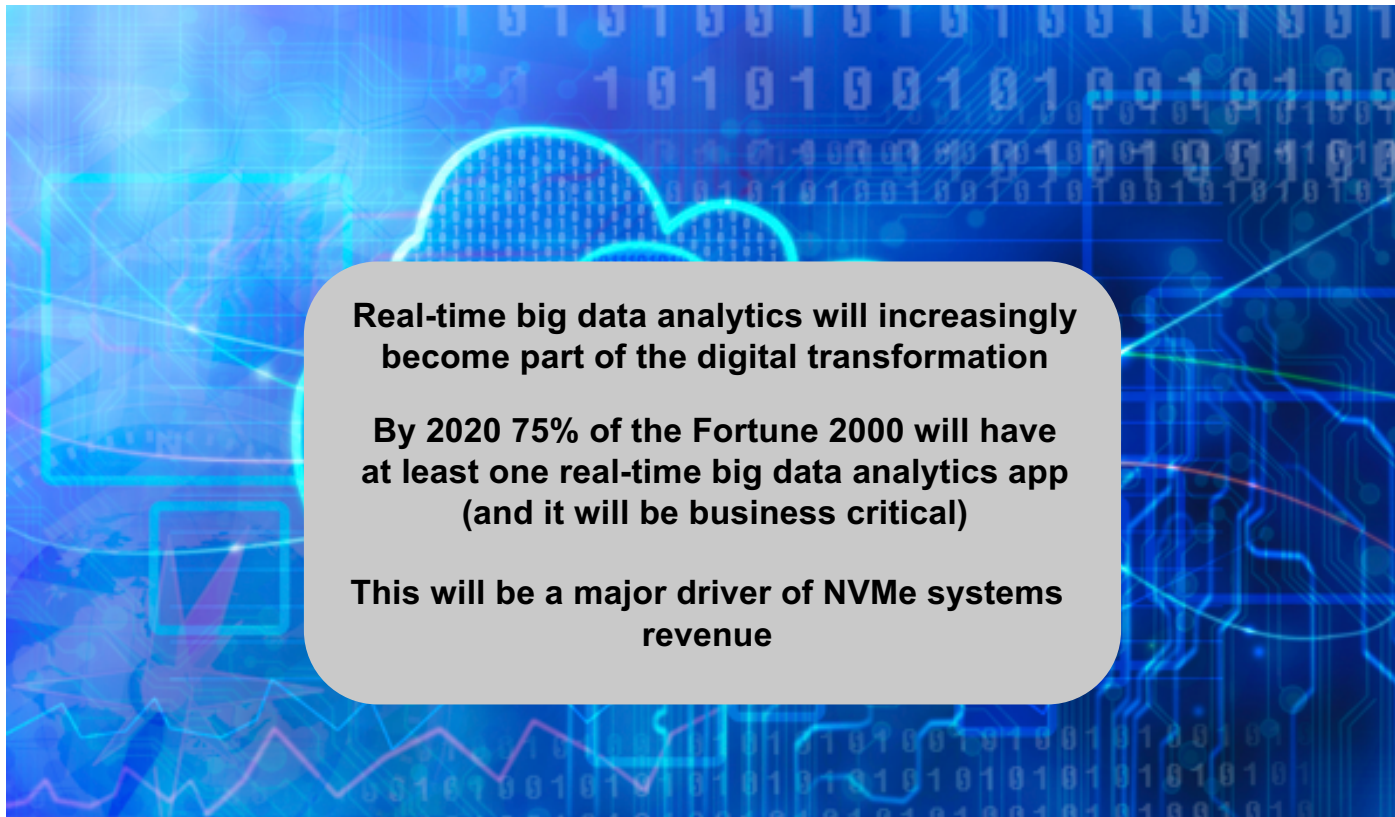 Real-time big data analytics will increasingly
become part of the digital transformation
By 2020 75% of the Fortune 2000 will have
at least one real-time big data analytics app
(and it will be business critical)
This will be a major driver of NVMe systems
revenue